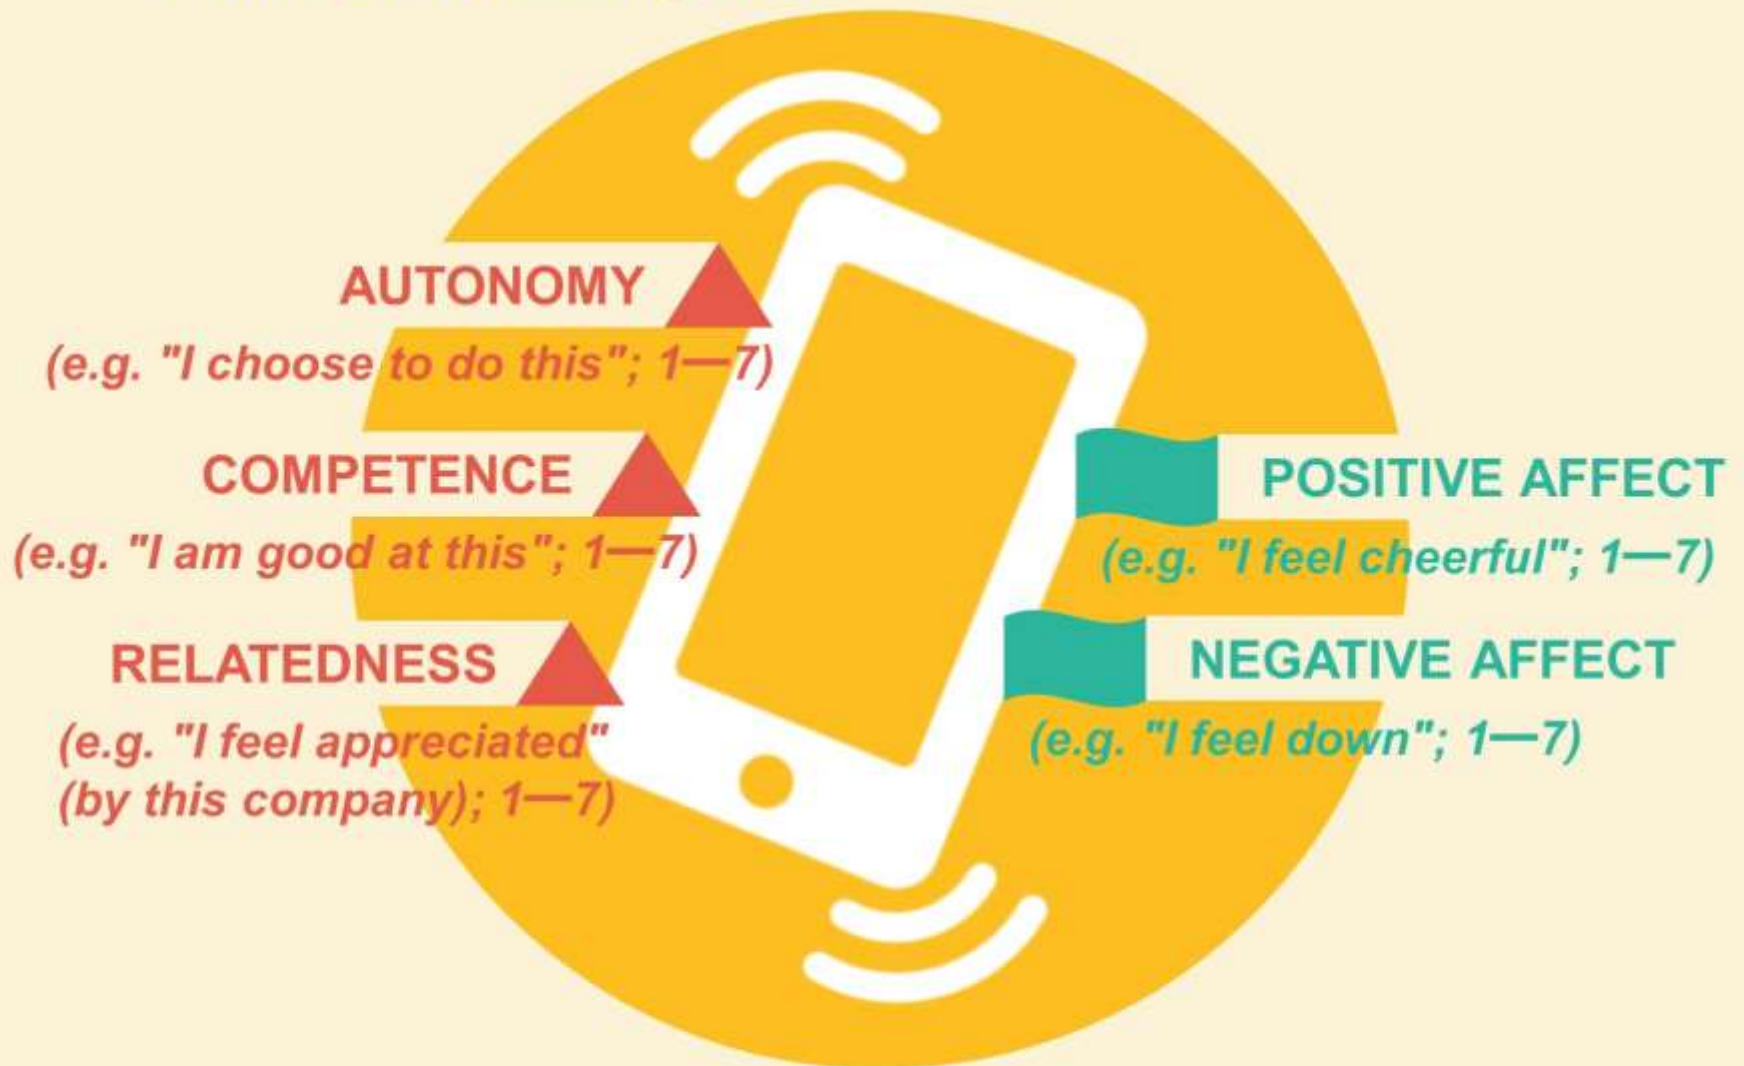 AUTONOMY
(e.g. "I choose to do this"; 1—7)
COMPETENCE
(e.g. "I am good at this"; 1—7)
RELATEDNESS
(e.g. "I feel appreciated"
(by this company); 1—7)
POSITIVE AFFECT
(e.g. "I feel cheerful"; 1—7)
NEGATIVE AFFECT
(e.g. "I feel down"; 1—7)